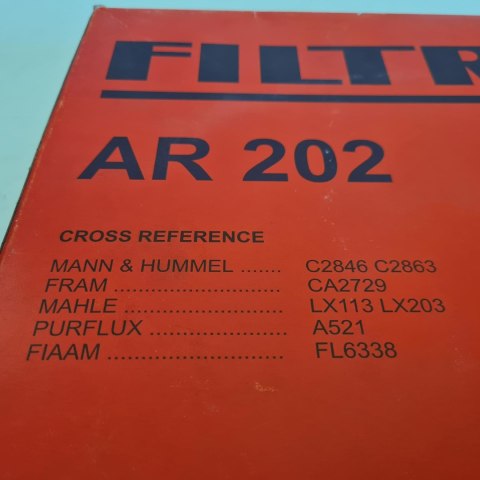 FILTR
AR 202
CROSS REFERENCE
MANN & HUMMEL ....... C2846 C2863
FRAM ......................... CA2729
MAHLE ........................ LX113 LX203
PURFLUX ..................... A521
FIAAM .......................... FL6338